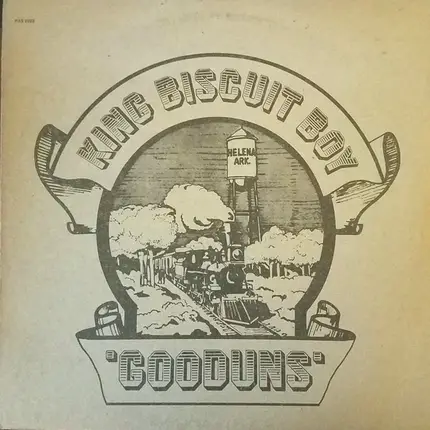 KING BISCUIT BOY
HELENA
ARK.
"GOODUNS"